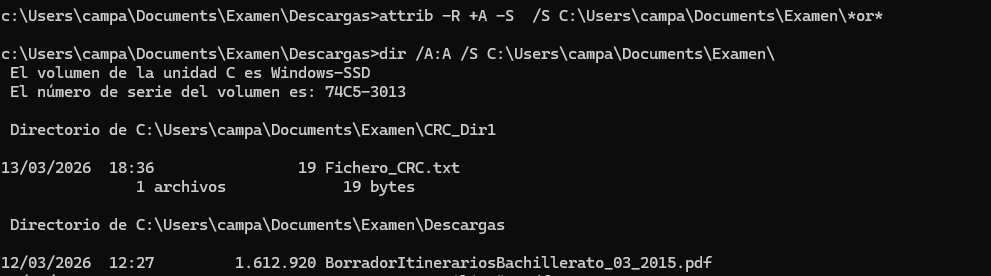 c:\Users\campa\Documents\Examen\Descargas>attrib -R +A -S  /S C:\Users\campa\Documents\Examen\*or*
c:\Users\campa\Documents\Examen\Descargas>dir /A:A /S C:\Users\campa\Documents\Examen\
El volumen de la unidad C es Windows-SSD
El número de serie del volumen es: 74C5-3013
Directorio de C:\Users\campa\Documents\Examen\CRC_Dir1
13/03/2026  18:36                19 Fichero_CRC.txt
1 archivos             19 bytes
Directorio de C:\Users\campa\Documents\Examen\Descargas
12/03/2026  12:27         1.612.920 BorradorItinerariosBachillerato_03_2015.pdf